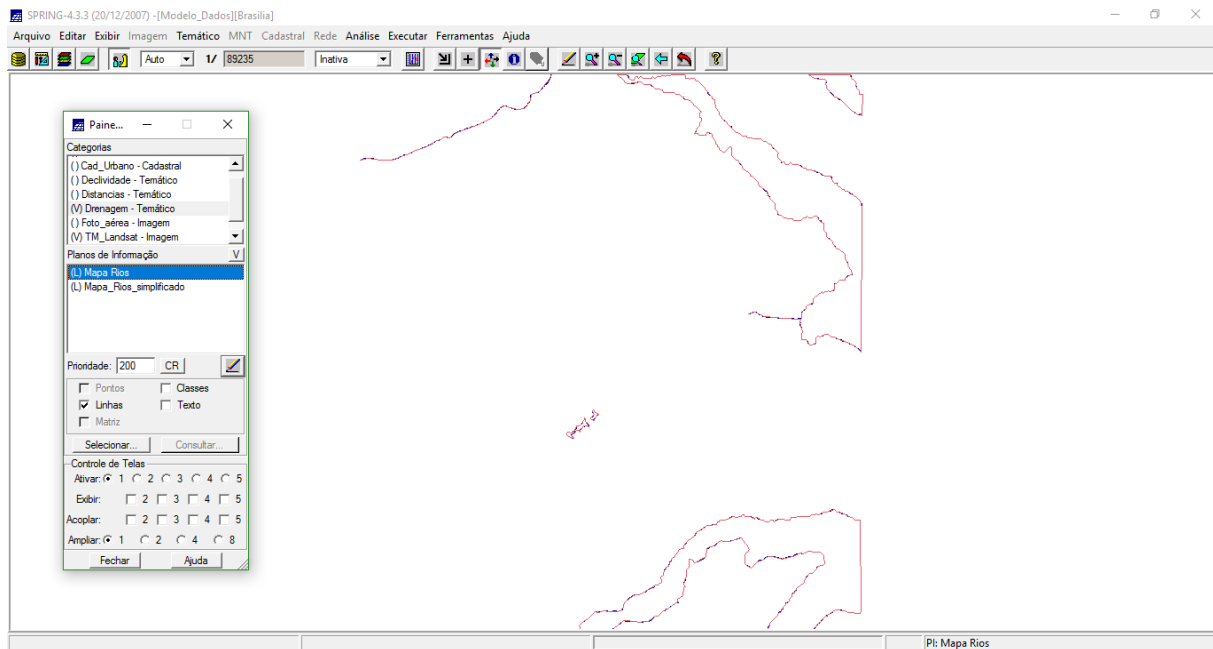 SPRING-4.3.3 (20/12/2007) -[Modelo_Dados][Brasilia]
Arquivo Editar Exibir Imagem Temático MNT Cadastral Rede Análise Executar Ferramentas Ajuda
Auto 1/ 89235 Inativa
Paine...
Categorias
( ) Cad_Urbano - Cadastral
( ) Declividade - Temático
( ) Distancias - Temático
(V) Drenagem - Temático
( ) Foto_aérea - Imagem
(V) TM_Landsat - Imagem
Planos de Informação V
(L) Mapa Rios
(L) Mapa_Rios_simplificado
Prioridade: 200 CR
Pontos Classes
Linhas Texto
Matriz
Selecionar... Consultar...
Controle de Telas
Ativar: 1 2 3 4 5
Exibir: 2 3 4 5
Acoplar: 2 3 4 5
Ampliar: 1 2 4 8
Fechar Ajuda
PI: Mapa Rios